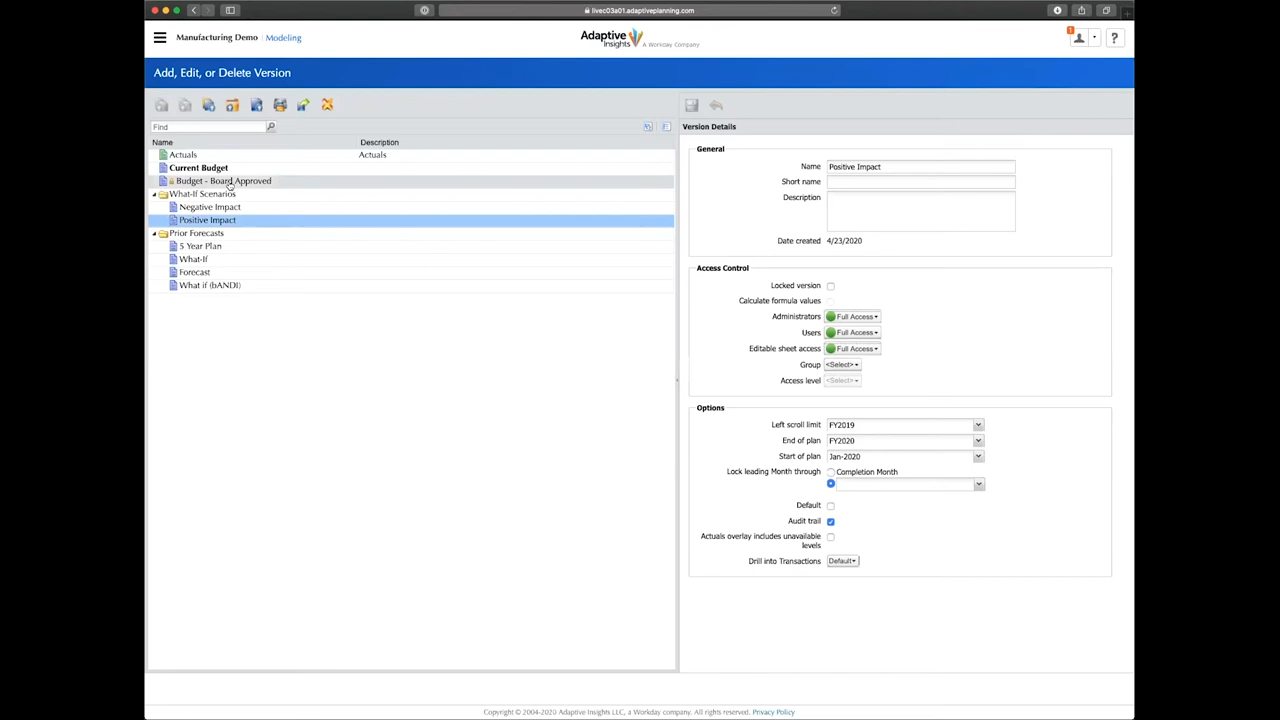 livec03a01.adaptiveplanning.com
Manufacturing Demo Modeling
Adaptive Insights A Workday Company
1
?
Add, Edit, or Delete Version
Find
Name Description
Actuals Actuals
Current Budget
Budget - Board Approved
What-If Scenarios
Negative Impact
Positive Impact
Prior Forecasts
5 Year Plan
What-If
Forecast
What if (bANDI)
Version Details
General
Name Positive Impact
Short name
Description
Date created 4/23/2020
Access Control
Locked version
Calculate formula values
Administrators Full Access
Users Full Access
Editable sheet access Full Access
Group <Select>
Access level <Select>
Options
Left scroll limit FY2019
End of plan FY2020
Start of plan Jan-2020
Lock leading Month through Completion Month
Default
Audit trail
Actuals overlay includes unavailable
levels
Drill into Transactions Default
Copyright © 2004-2020 Adaptive Insights LLC, a Workday company. All rights reserved. Privacy Policy